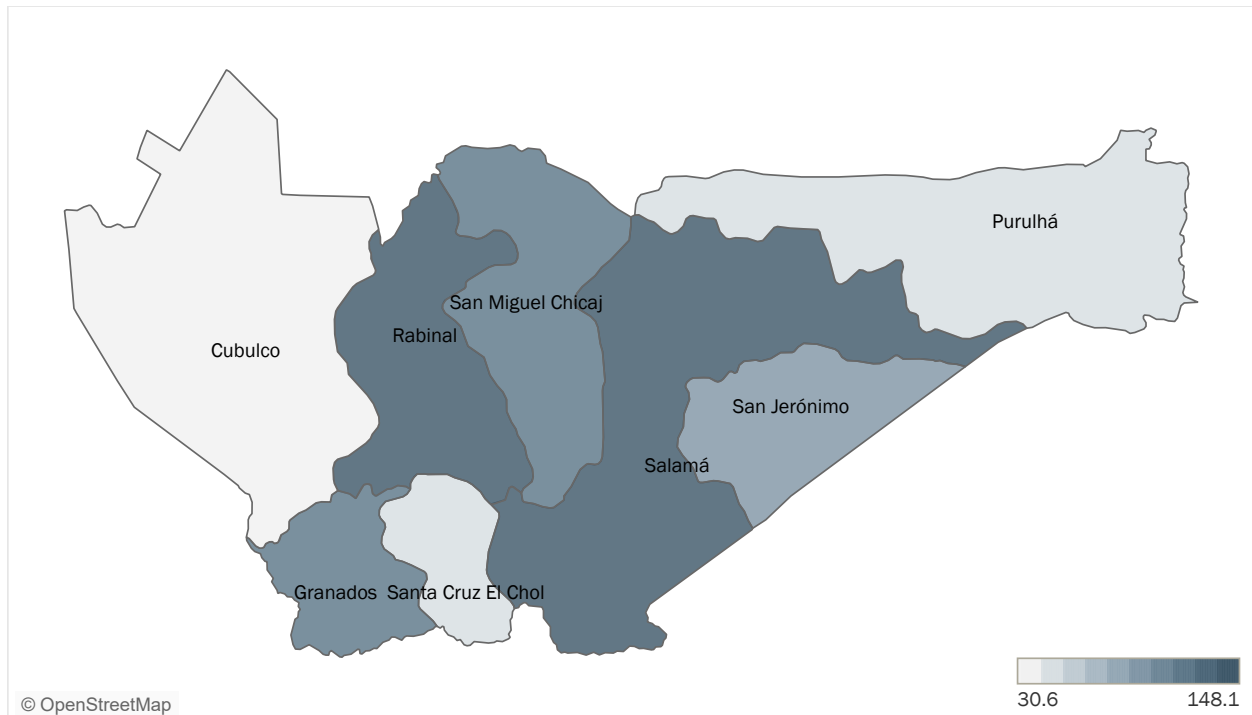 Purulhá
San Miguel Chicaj
Rabinal
Cubulco
San Jerónimo
Salamá
Granados
Santa Cruz El Chol
© OpenStreetMap
30.6
148.1